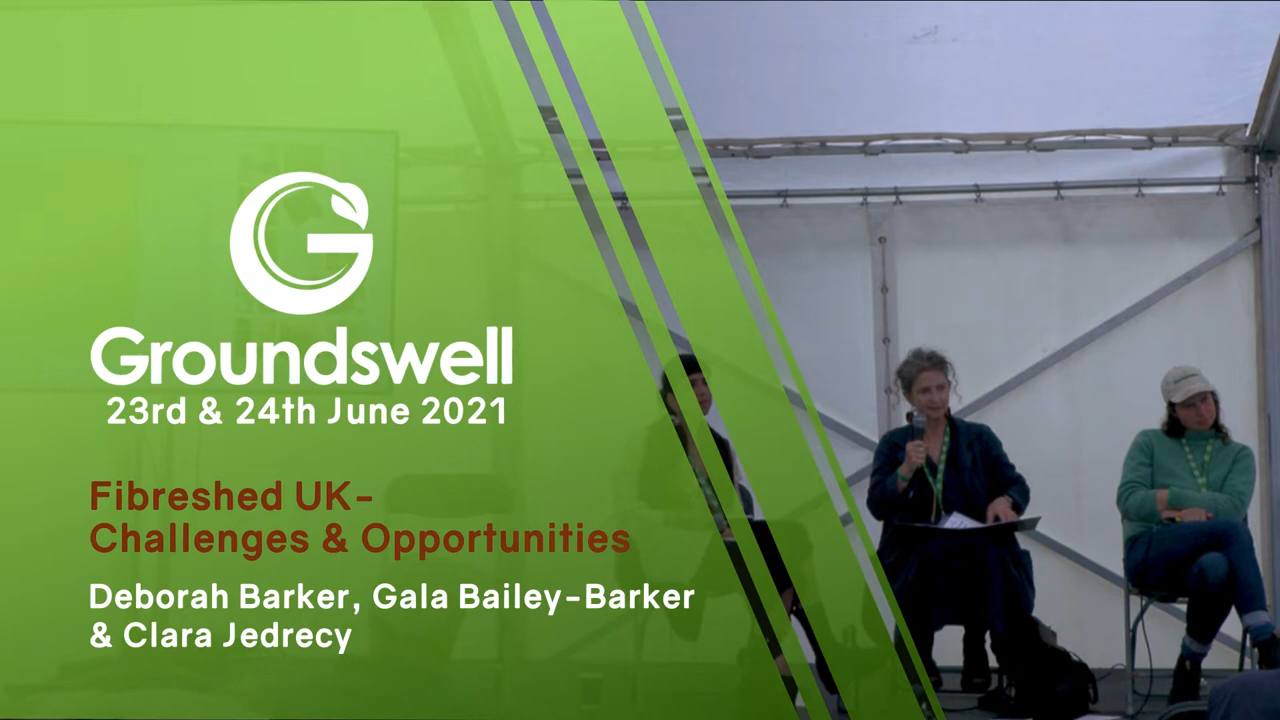 Groundswell
23rd & 24th June 2021
Fibreshed UK-
Challenges & Opportunities
Deborah Barker, Gala Bailey-Barker
& Clara Jedrecy